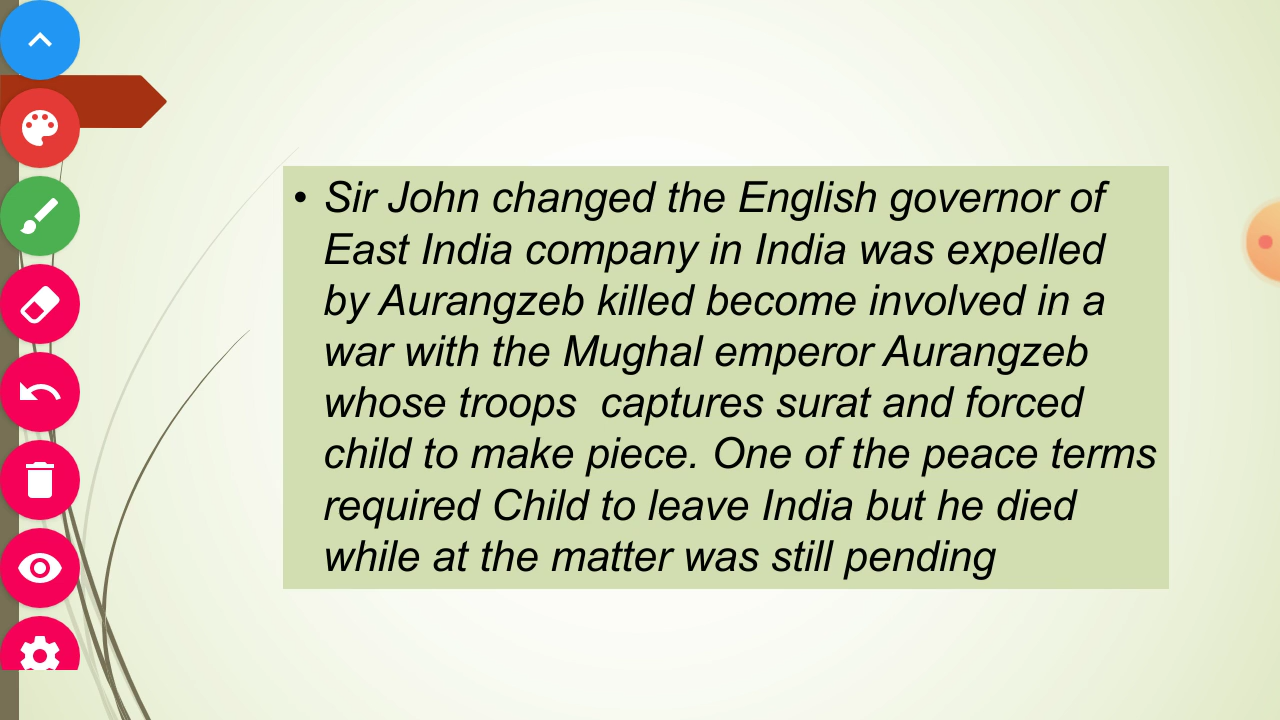 • Sir John changed the English governor of
East India company in India was expelled
by Aurangzeb killed become involved in a
war with the Mughal emperor Aurangzeb
whose troops  captures surat and forced
child to make piece. One of the peace terms
required Child to leave India but he died
while at the matter was still pending